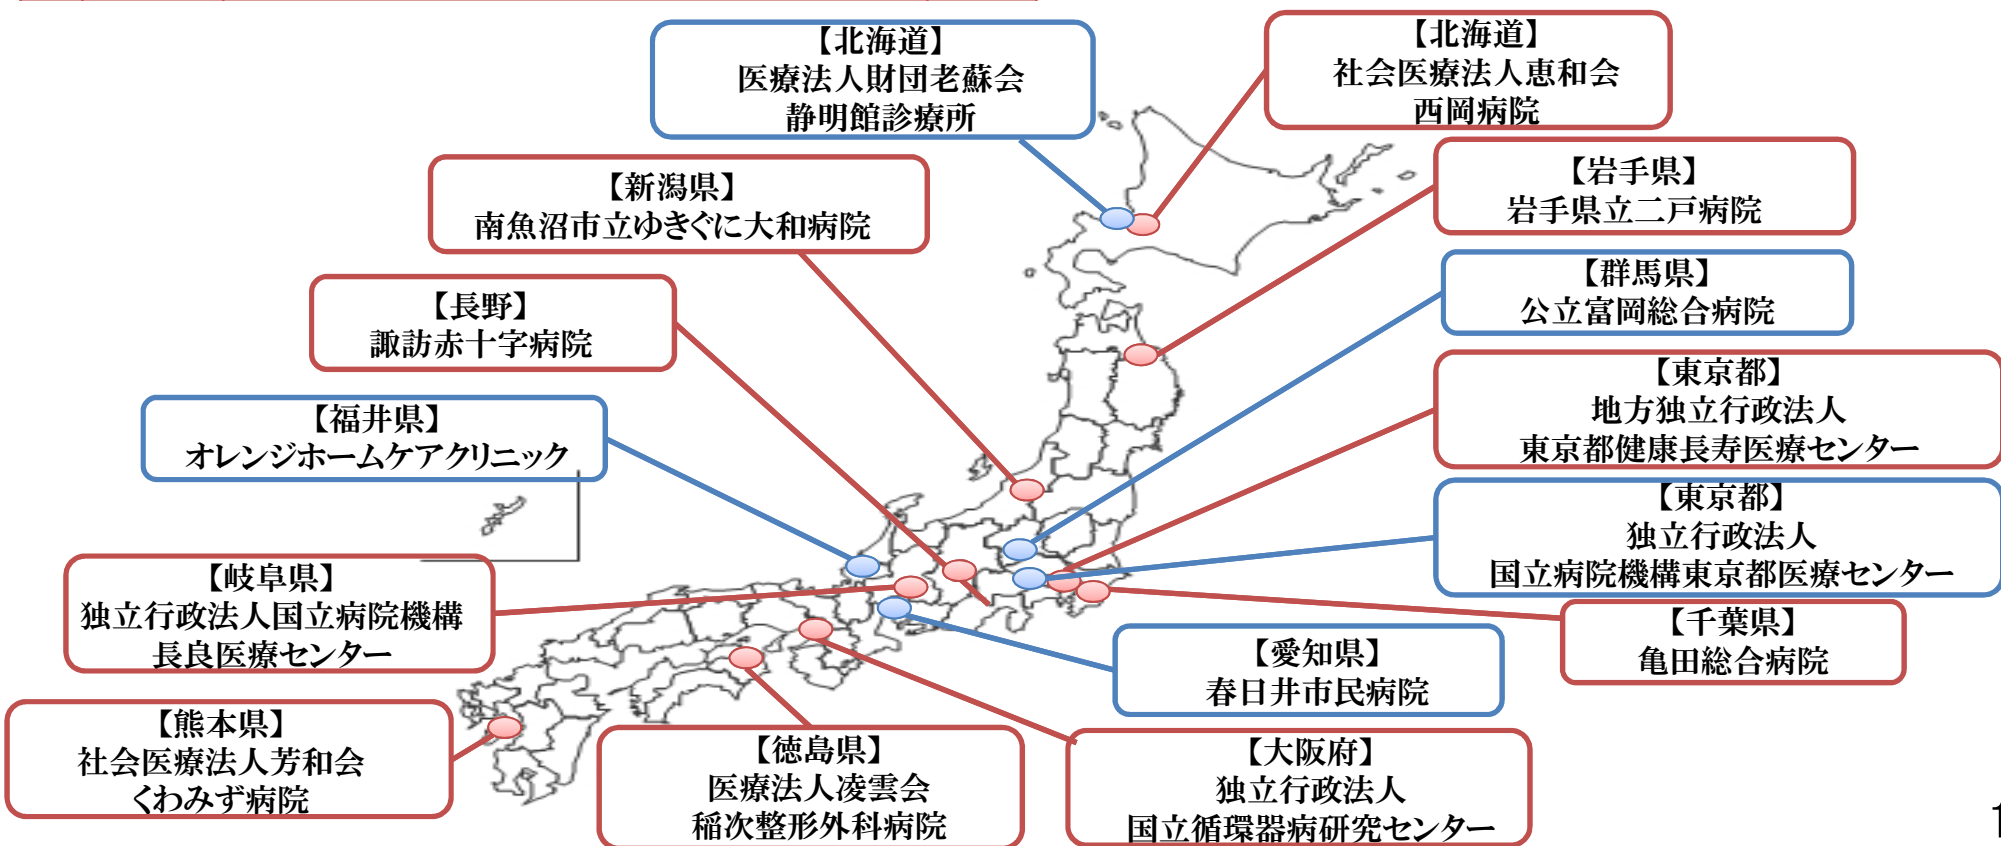 【北海道】
医療法人財団老蘇会
静明館診療所
【北海道】
社会医療法人恵和会
西岡病院
【新潟県】
南魚沼市立ゆきぐに大和病院
【岩手県】
岩手県立二戸病院
【長野】
諏訪赤十字病院
【群馬県】
公立富岡総合病院
【福井県】
オレンジホームケアクリニック
【東京都】
地方独立行政法人
東京都健康長寿医療センター
【東京都】
独立行政法人
国立病院機構東京都医療センター
【岐阜県】
独立行政法人国立病院機構
長良医療センター
【千葉県】
亀田総合病院
【愛知県】
春日井市民病院
【熊本県】
社会医療法人芳和会
くわみず病院
【徳島県】
医療法人凌雲会
稲次整形外科病院
【大阪府】
独立行政法人
国立循環器病研究センター